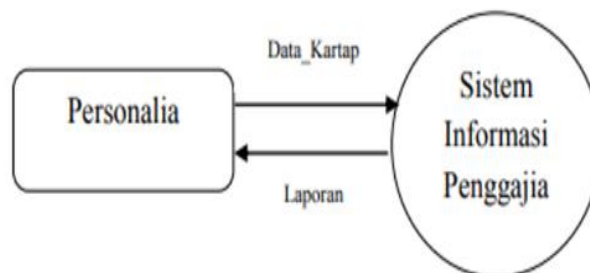 Data_Kartap
Personalia
Sistem
Informasi
Penggajia
Laporan